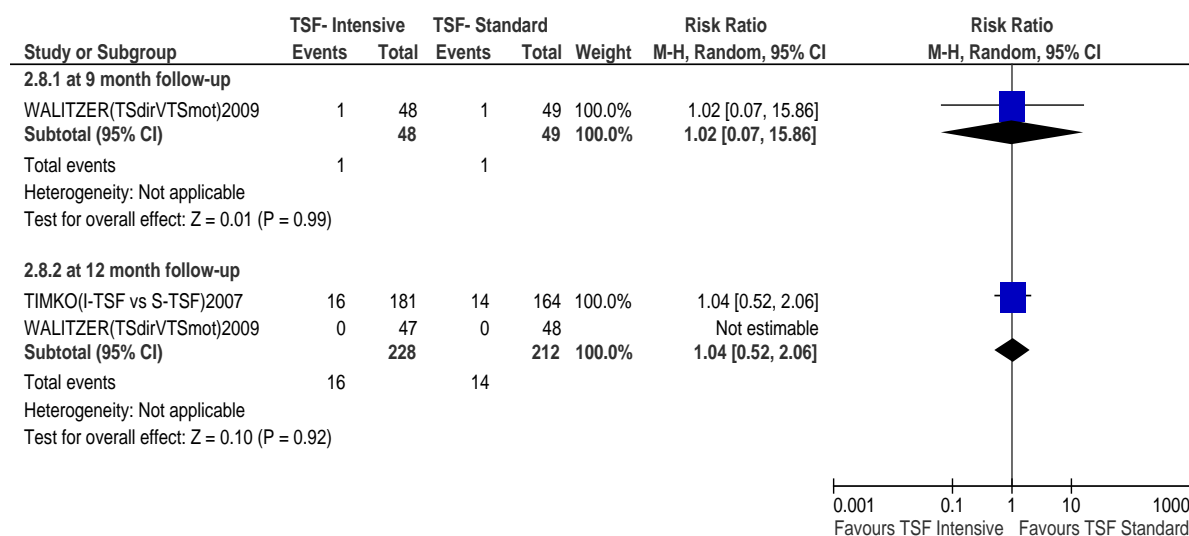 TSF- Intensive TSF- Standard Risk Ratio Risk Ratio
Study or Subgroup Events Total Events Total Weight M-H, Random, 95% CI M-H, Random, 95% CI
2.8.1 at 9 month follow-up
WALITZER(TSdirVTSmot)2009 1 48 1 49 100.0% 1.02 [0.07, 15.86]
Subtotal (95% CI) 48 49 100.0% 1.02 [0.07, 15.86]
Total events 1 1
Heterogeneity: Not applicable
Test for overall effect: Z = 0.01 (P = 0.99)
2.8.2 at 12 month follow-up
TIMKO(I-TSF vs S-TSF)2007 16 181 14 164 100.0% 1.04 [0.52, 2.06]
WALITZER(TSdirVTSmot)2009 0 47 0 48 Not estimable
Subtotal (95% CI) 228 212 100.0% 1.04 [0.52, 2.06]
Total events 16 14
Heterogeneity: Not applicable
Test for overall effect: Z = 0.10 (P = 0.92)
0.001 0.1 1 10 1000
Favours TSF Intensive Favours TSF Standard